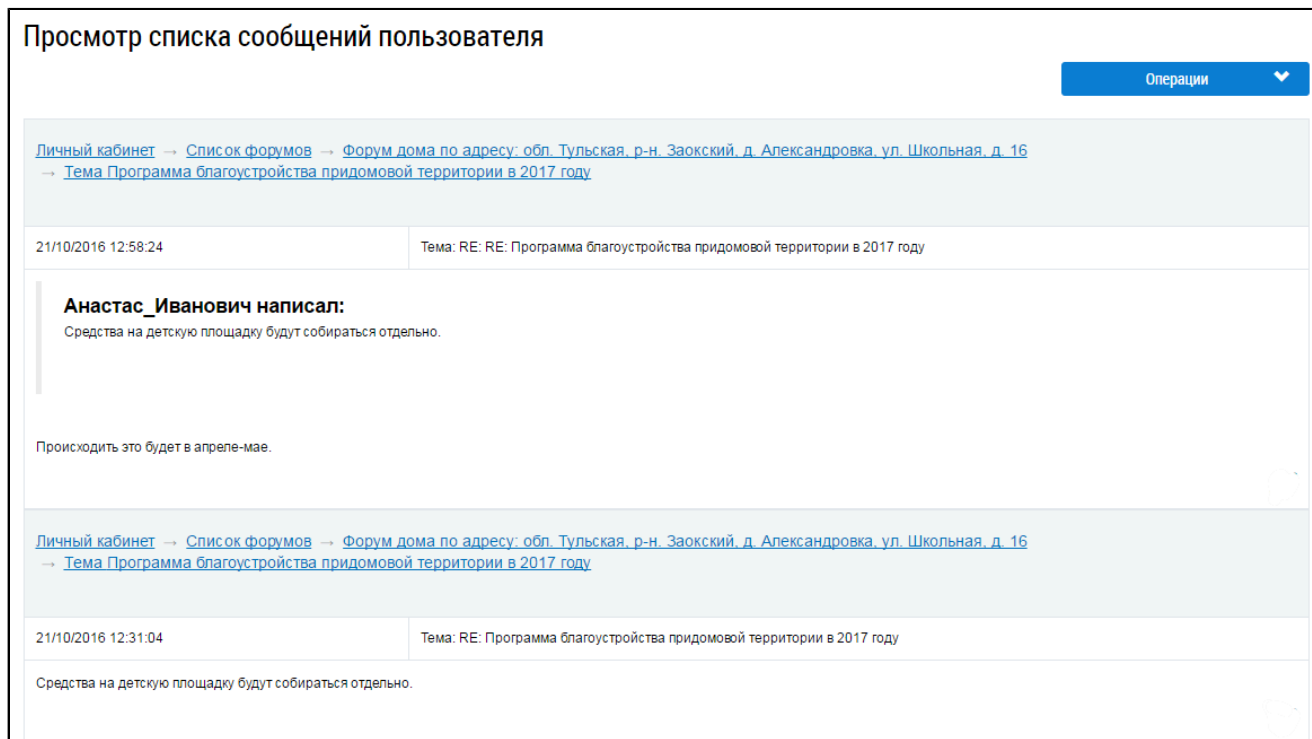 Просмотр списка сообщений пользователя
Операции
Личный кабинет → Список форумов → Форум дома по адресу: обл. Тульская, р-н. Заокский, д. Александровка, ул. Школьная, д. 16
→ Тема Программа благоустройства придомовой территории в 2017 году
21/10/2016 12:58:24 Тема: RE: RE: Программа благоустройства придомовой территории в 2017 году
Анастас_Иванович написал:
Средства на детскую площадку будут собираться отдельно.
Происходить это будет в апреле-мае.
Личный кабинет → Список форумов → Форум дома по адресу: обл. Тульская, р-н. Заокский, д. Александровка, ул. Школьная, д. 16
→ Тема Программа благоустройства придомовой территории в 2017 году
21/10/2016 12:31:04 Тема: RE: Программа благоустройства придомовой территории в 2017 году
Средства на детскую площадку будут собираться отдельно.